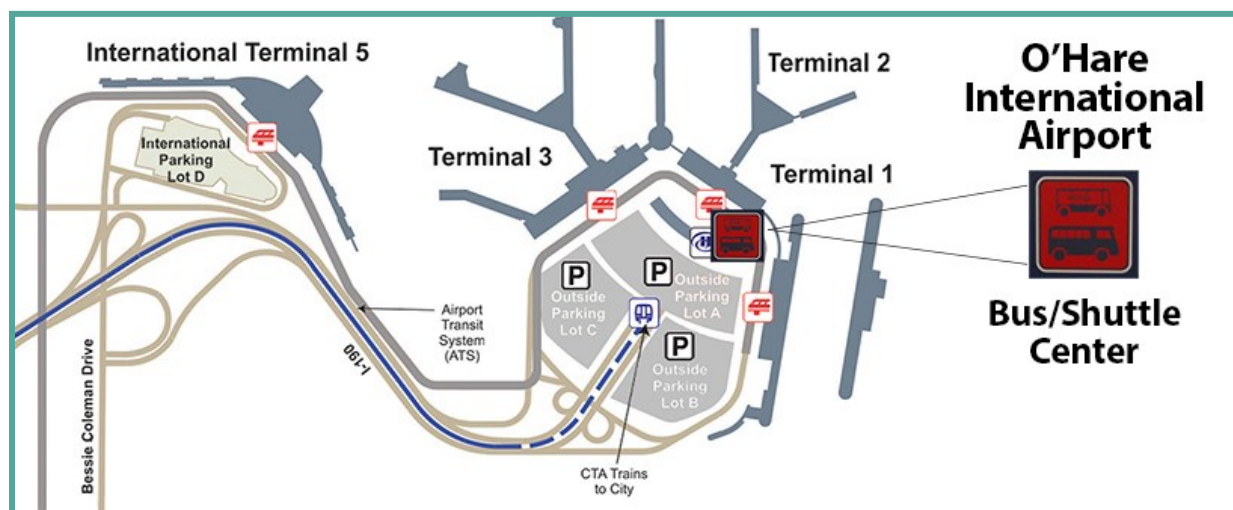 International Terminal 5
International
Parking
Lot D
Terminal 3
Terminal 2
Terminal 1
O'Hare
International
Airport
Bus/Shuttle
Center
P
Outside
Parking
Lot C
P
Outside
Parking
Lot A
P
Outside
Parking
Lot B
H
Airport
Transit
System
(ATS)
I-190
Bessie Coleman Drive
CTA Trains
to City